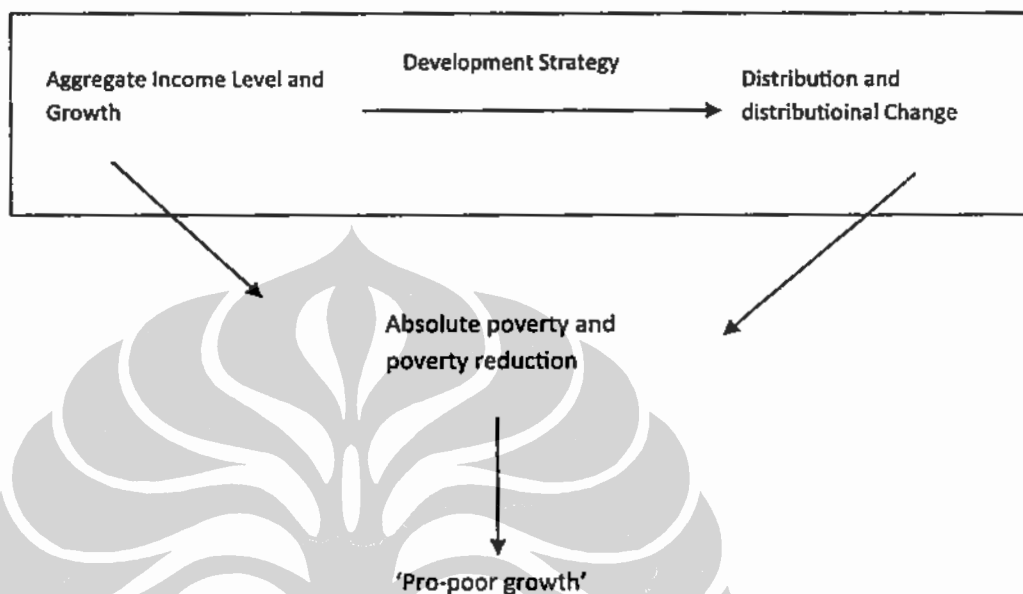 Aggregate Income Level and
Growth
Development Strategy
Distribution and
distributioinal Change
Absolute poverty and
poverty reduction
'Pro-poor growth'